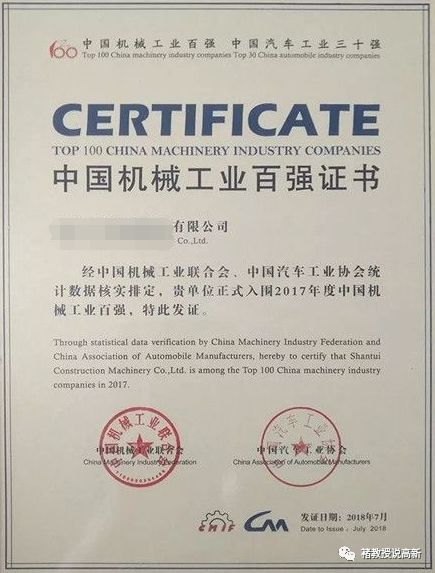 100 中国机械工业百强 中国汽车工业三十强
Top 100 China machinery industry companies Top 30 China automobile industry companies
CERTIFICATE
TOP 100 CHINA MACHINERY INDUSTRY COMPANIES
中国机械工业百强证书
有限公司
Co.,Ltd.
经中国机械工业联合会、中国汽车工业协会统
计数据核实排定，贵单位正式入围2017年度中国机
械工业百强，特此发证。
Through statistical data verification by China Machinery Industry Federation and
China Association of Automobile Manufacturers, hereby to certify that Shantui
Construction Machinery Co.,Ltd. is among the Top 100 China machinery industry
companies in 2017.
中国机械工业联合会 中国汽车工业协会
China Machinery Industry Federation China Association of Automobile Manufacturers
CMIF
发证日期：2018年7月
Date to Issue: July 2018
褚教授说高新